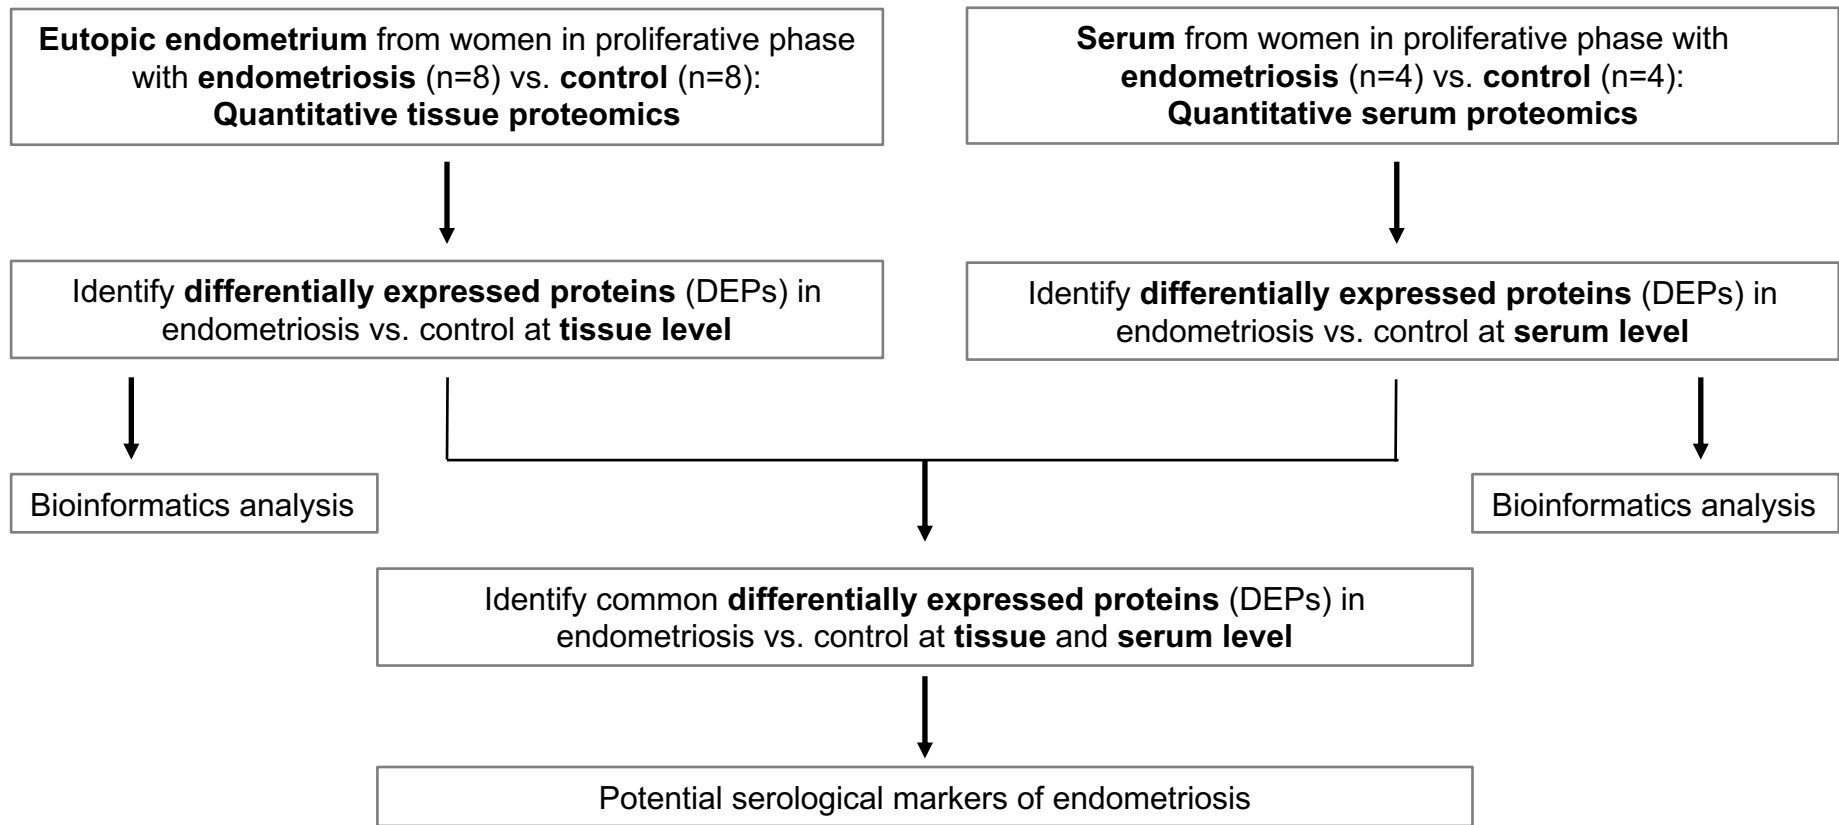 Eutopic endometrium from women in proliferative phase
with endometriosis (n=8) vs. control (n=8):
Quantitative tissue proteomics
Serum from women in proliferative phase with
endometriosis (n=4) vs. control (n=4):
Quantitative serum proteomics
Identify differentially expressed proteins (DEPs) in
endometriosis vs. control at tissue level
Identify differentially expressed proteins (DEPs) in
endometriosis vs. control at serum level
Bioinformatics analysis
Bioinformatics analysis
Identify common differentially expressed proteins (DEPs) in
endometriosis vs. control at tissue and serum level
Potential serological markers of endometriosis